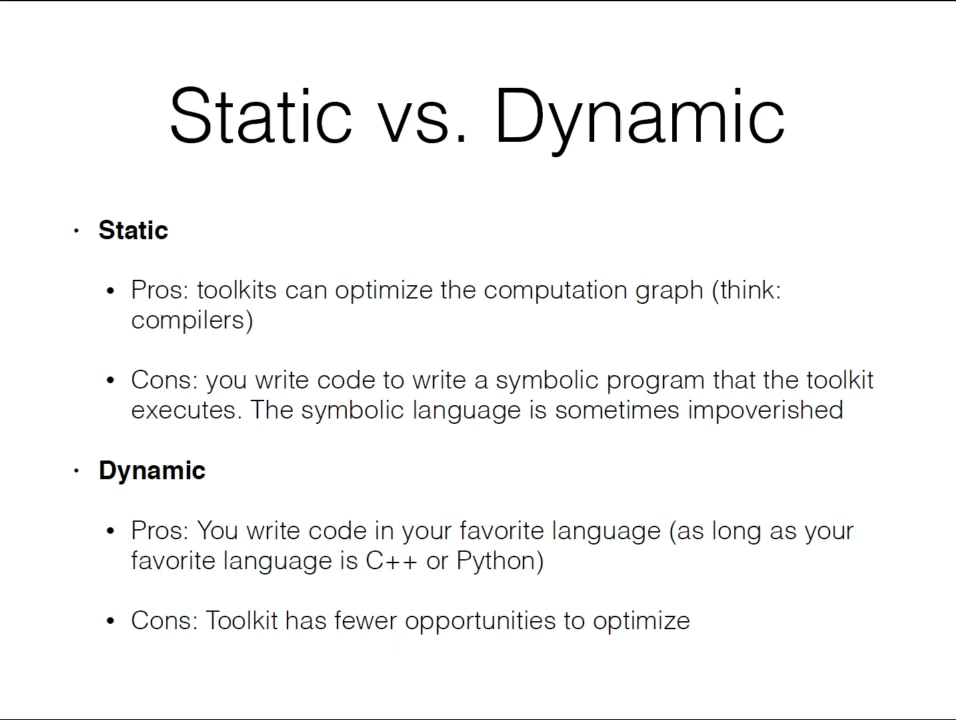 Static vs. Dynamic
• Static
• Pros: toolkits can optimize the computation graph (think:
compilers)
• Cons: you write code to write a symbolic program that the toolkit
executes. The symbolic language is sometimes impoverished
• Dynamic
• Pros: You write code in your favorite language (as long as your
favorite language is C++ or Python)
• Cons: Toolkit has fewer opportunities to optimize